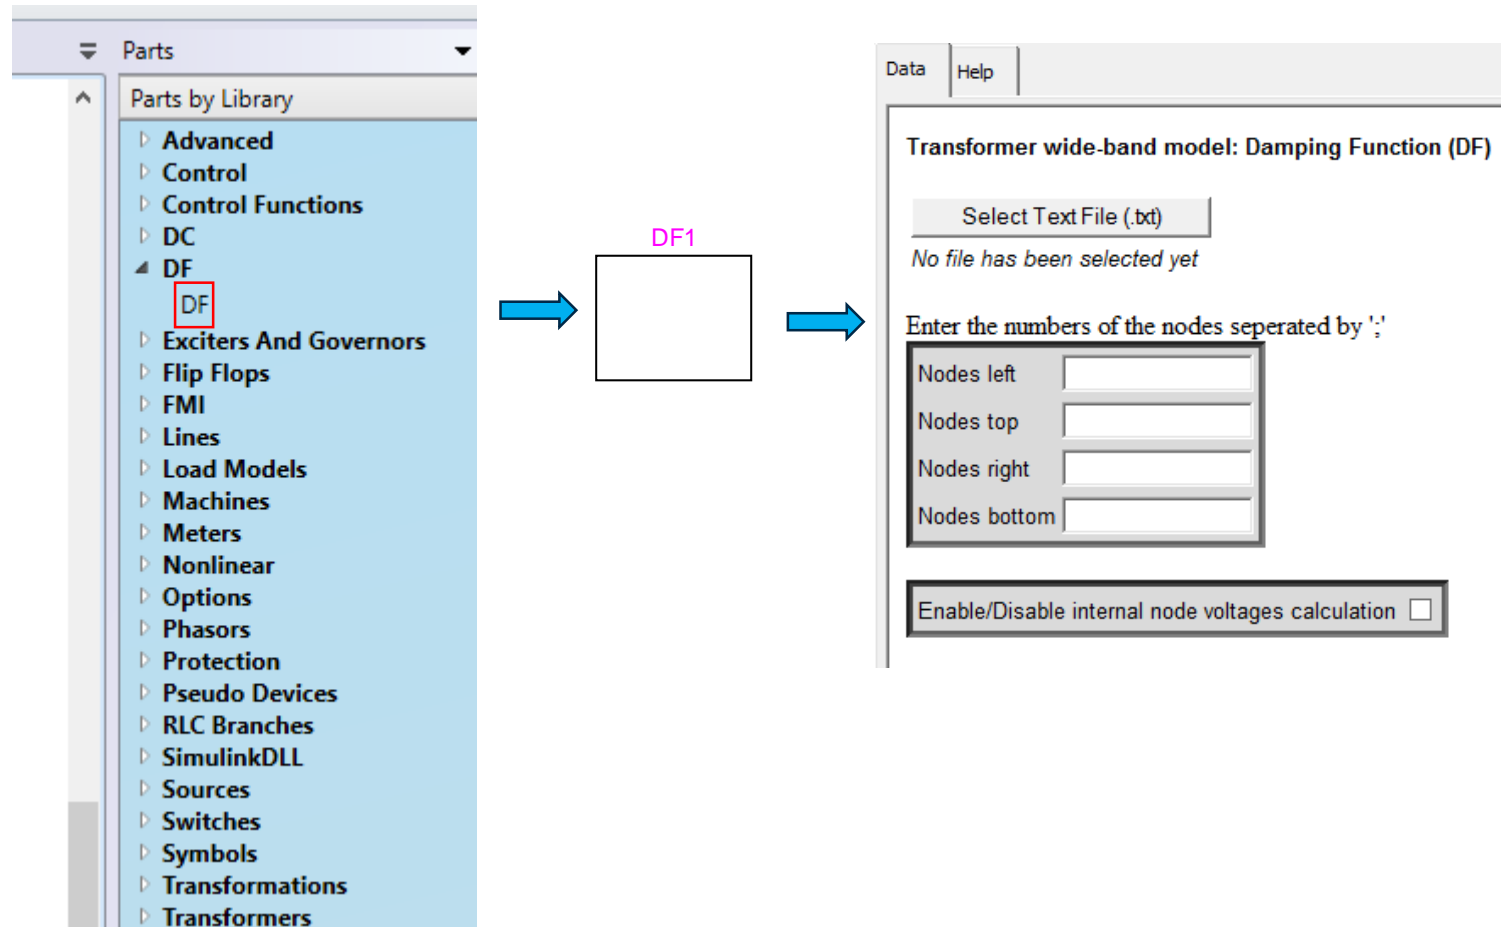 Parts
Parts by Library
Advanced
Control
Control Functions
DC
DF
DF
Exciters And Governors
Flip Flops
FMI
Lines
Load Models
Machines
Meters
Nonlinear
Options
Phasors
Protection
Pseudo Devices
RLC Branches
SimulinkDLL
Sources
Switches
Symbols
Transformations
Transformers
DF1
Data
Help
Transformer wide-band model: Damping Function (DF)
Select Text File (.txt)
No file has been selected yet
Enter the numbers of the nodes seperated by ';'
Nodes left
Nodes top
Nodes right
Nodes bottom
Enable/Disable internal node voltages calculation